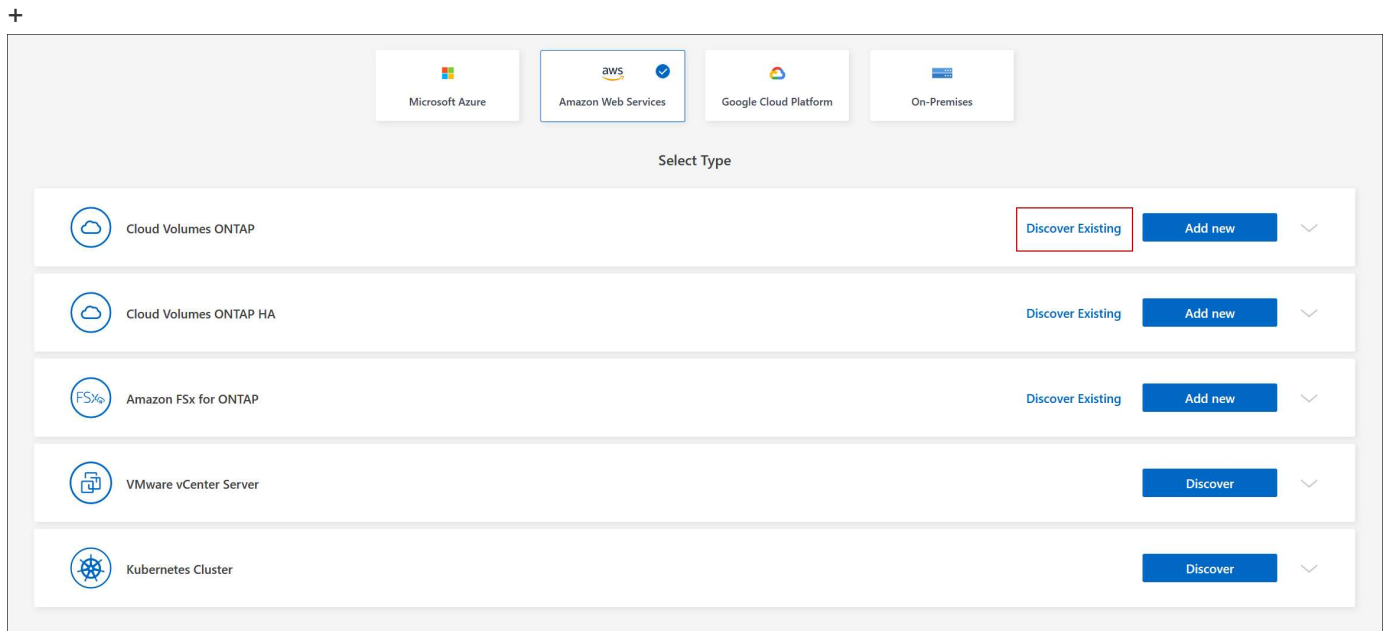 +
aws
Microsoft Azure
Amazon Web Services
Google Cloud Platform
On-Premises
Select Type
Cloud Volumes ONTAP
Discover Existing
Add new
Cloud Volumes ONTAP HA
Discover Existing
Add new
FSx
Amazon FSx for ONTAP
Discover Existing
Add new
VMware vCenter Server
Discover
Kubernetes Cluster
Discover